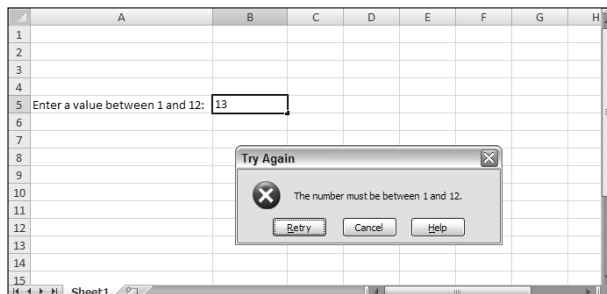 A B C D E F G H
1
2
3
4
5 Enter a value between 1 and 12: 13
6
7
8 Try Again
9
10 The number must be between 1 and 12.
11
12 Retry Cancel Help
13
14
15
Sheet1